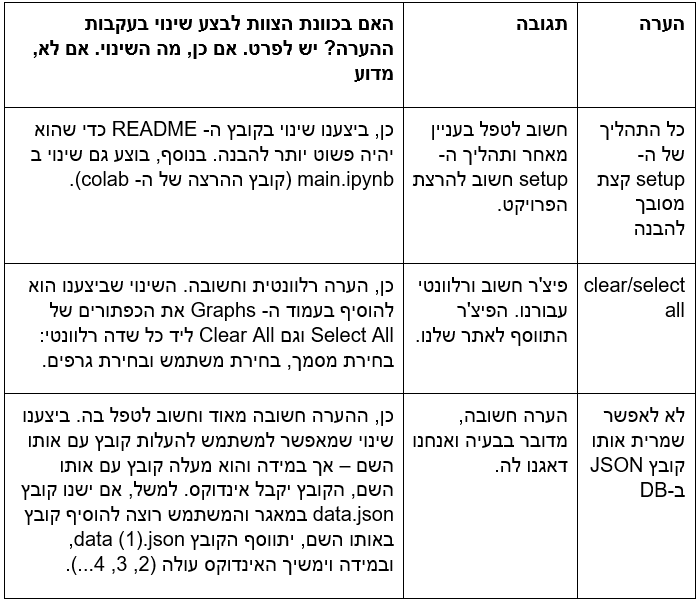 הערה
תגובה
האם בכוונת הצוות לבצע שינוי בעקבות
ההערה? יש לפרט. אם כן, מה השינוי. אם לא,
מדוע
כל התהליך
של ה-
setup קצת
מסובך
להבנה
חשוב לטפל בעניין
מאחר ותהליך ה-
setup חשוב להרצת
הפרויקט.
כן, ביצענו שינוי בקובץ ה- README כדי שהוא
יהיה פשוט יותר להבנה. בנוסף, בוצע גם שינוי ב
main.ipynb (קובץ ההרצה של ה- colab).
clear/select
all
פיצ'ר חשוב ורלוונטי
עבורנו. הפיצ'ר
התווסף לאתר שלנו.
כן, הערה רלוונטית וחשובה. השינוי שביצענו הוא
להוסיף בעמוד ה- Graphs את הכפתורים של
Select All וגם Clear All ליד כל שדה רלוונטי:
בחירת מסמך, בחירת משתמש ובחירת גרפים.
לא לאפשר
שמרית אותו
קובץ JSON
ב-DB
הערה חשובה,
מדובר בבעיה ואנחנו
דאגנו לה.
כן, ההערה חשובה מאוד וחשוב לטפל בה. ביצענו
שינוי שמאפשר למשתמש להעלות קובץ עם אותו
השם – אך במידה והוא מעלה קובץ עם אותו
השם, הקובץ יקבל אינדוקס. למשל, אם ישנו קובץ
data.json במאגר והמשתמש רוצה להוסיף קובץ
באותו השם, יתווסף הקובץ data (1).json,
ובמידה וימשיך האינדוקס עולה (2, 3, 4...).